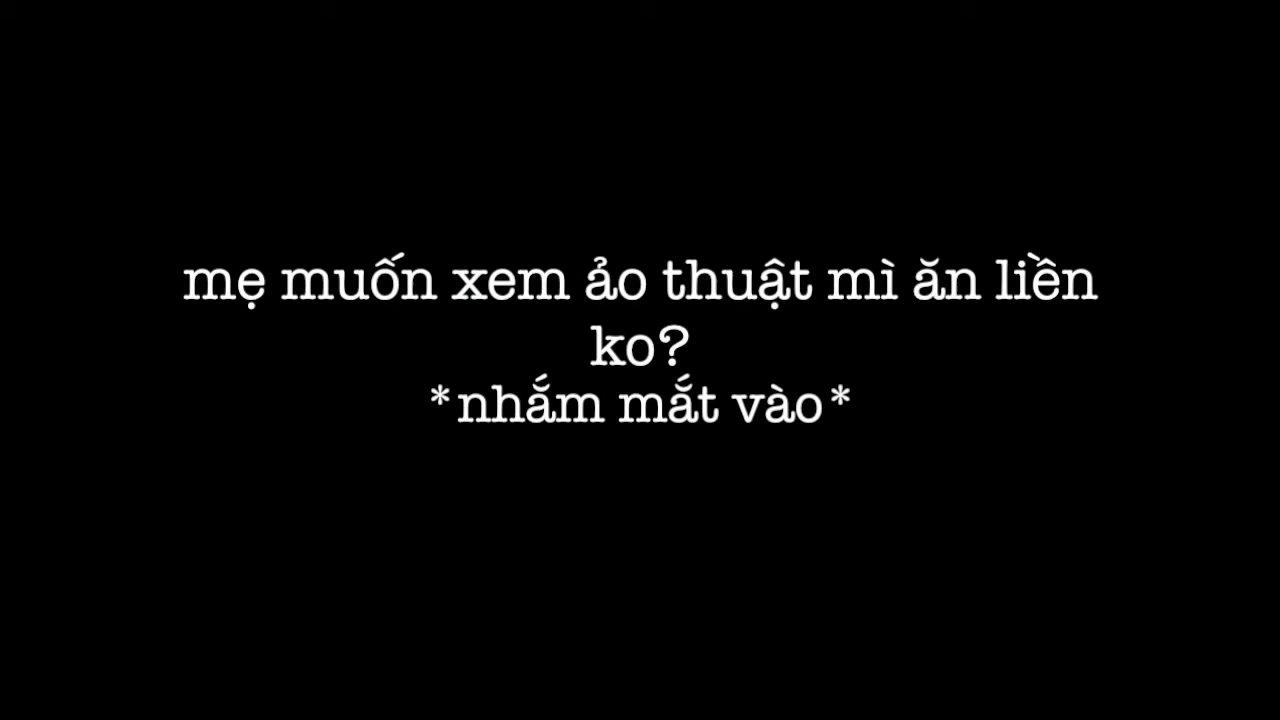 mẹ muốn xem ảo thuật mì ăn liền
ko?
*nhắm mắt vào*